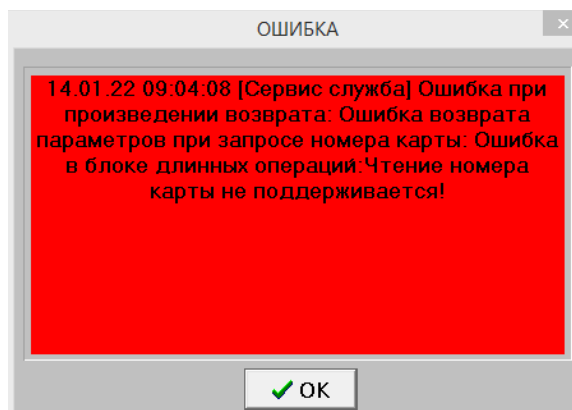 ОШИБКА
14.01.22 09:04:08 [Сервис служба] Ошибка при
произведении возврата: Ошибка возврата
параметров при запросе номера карты: Ошибка
в блоке длинных операций:Чтение номера
карты не поддерживается!
OK